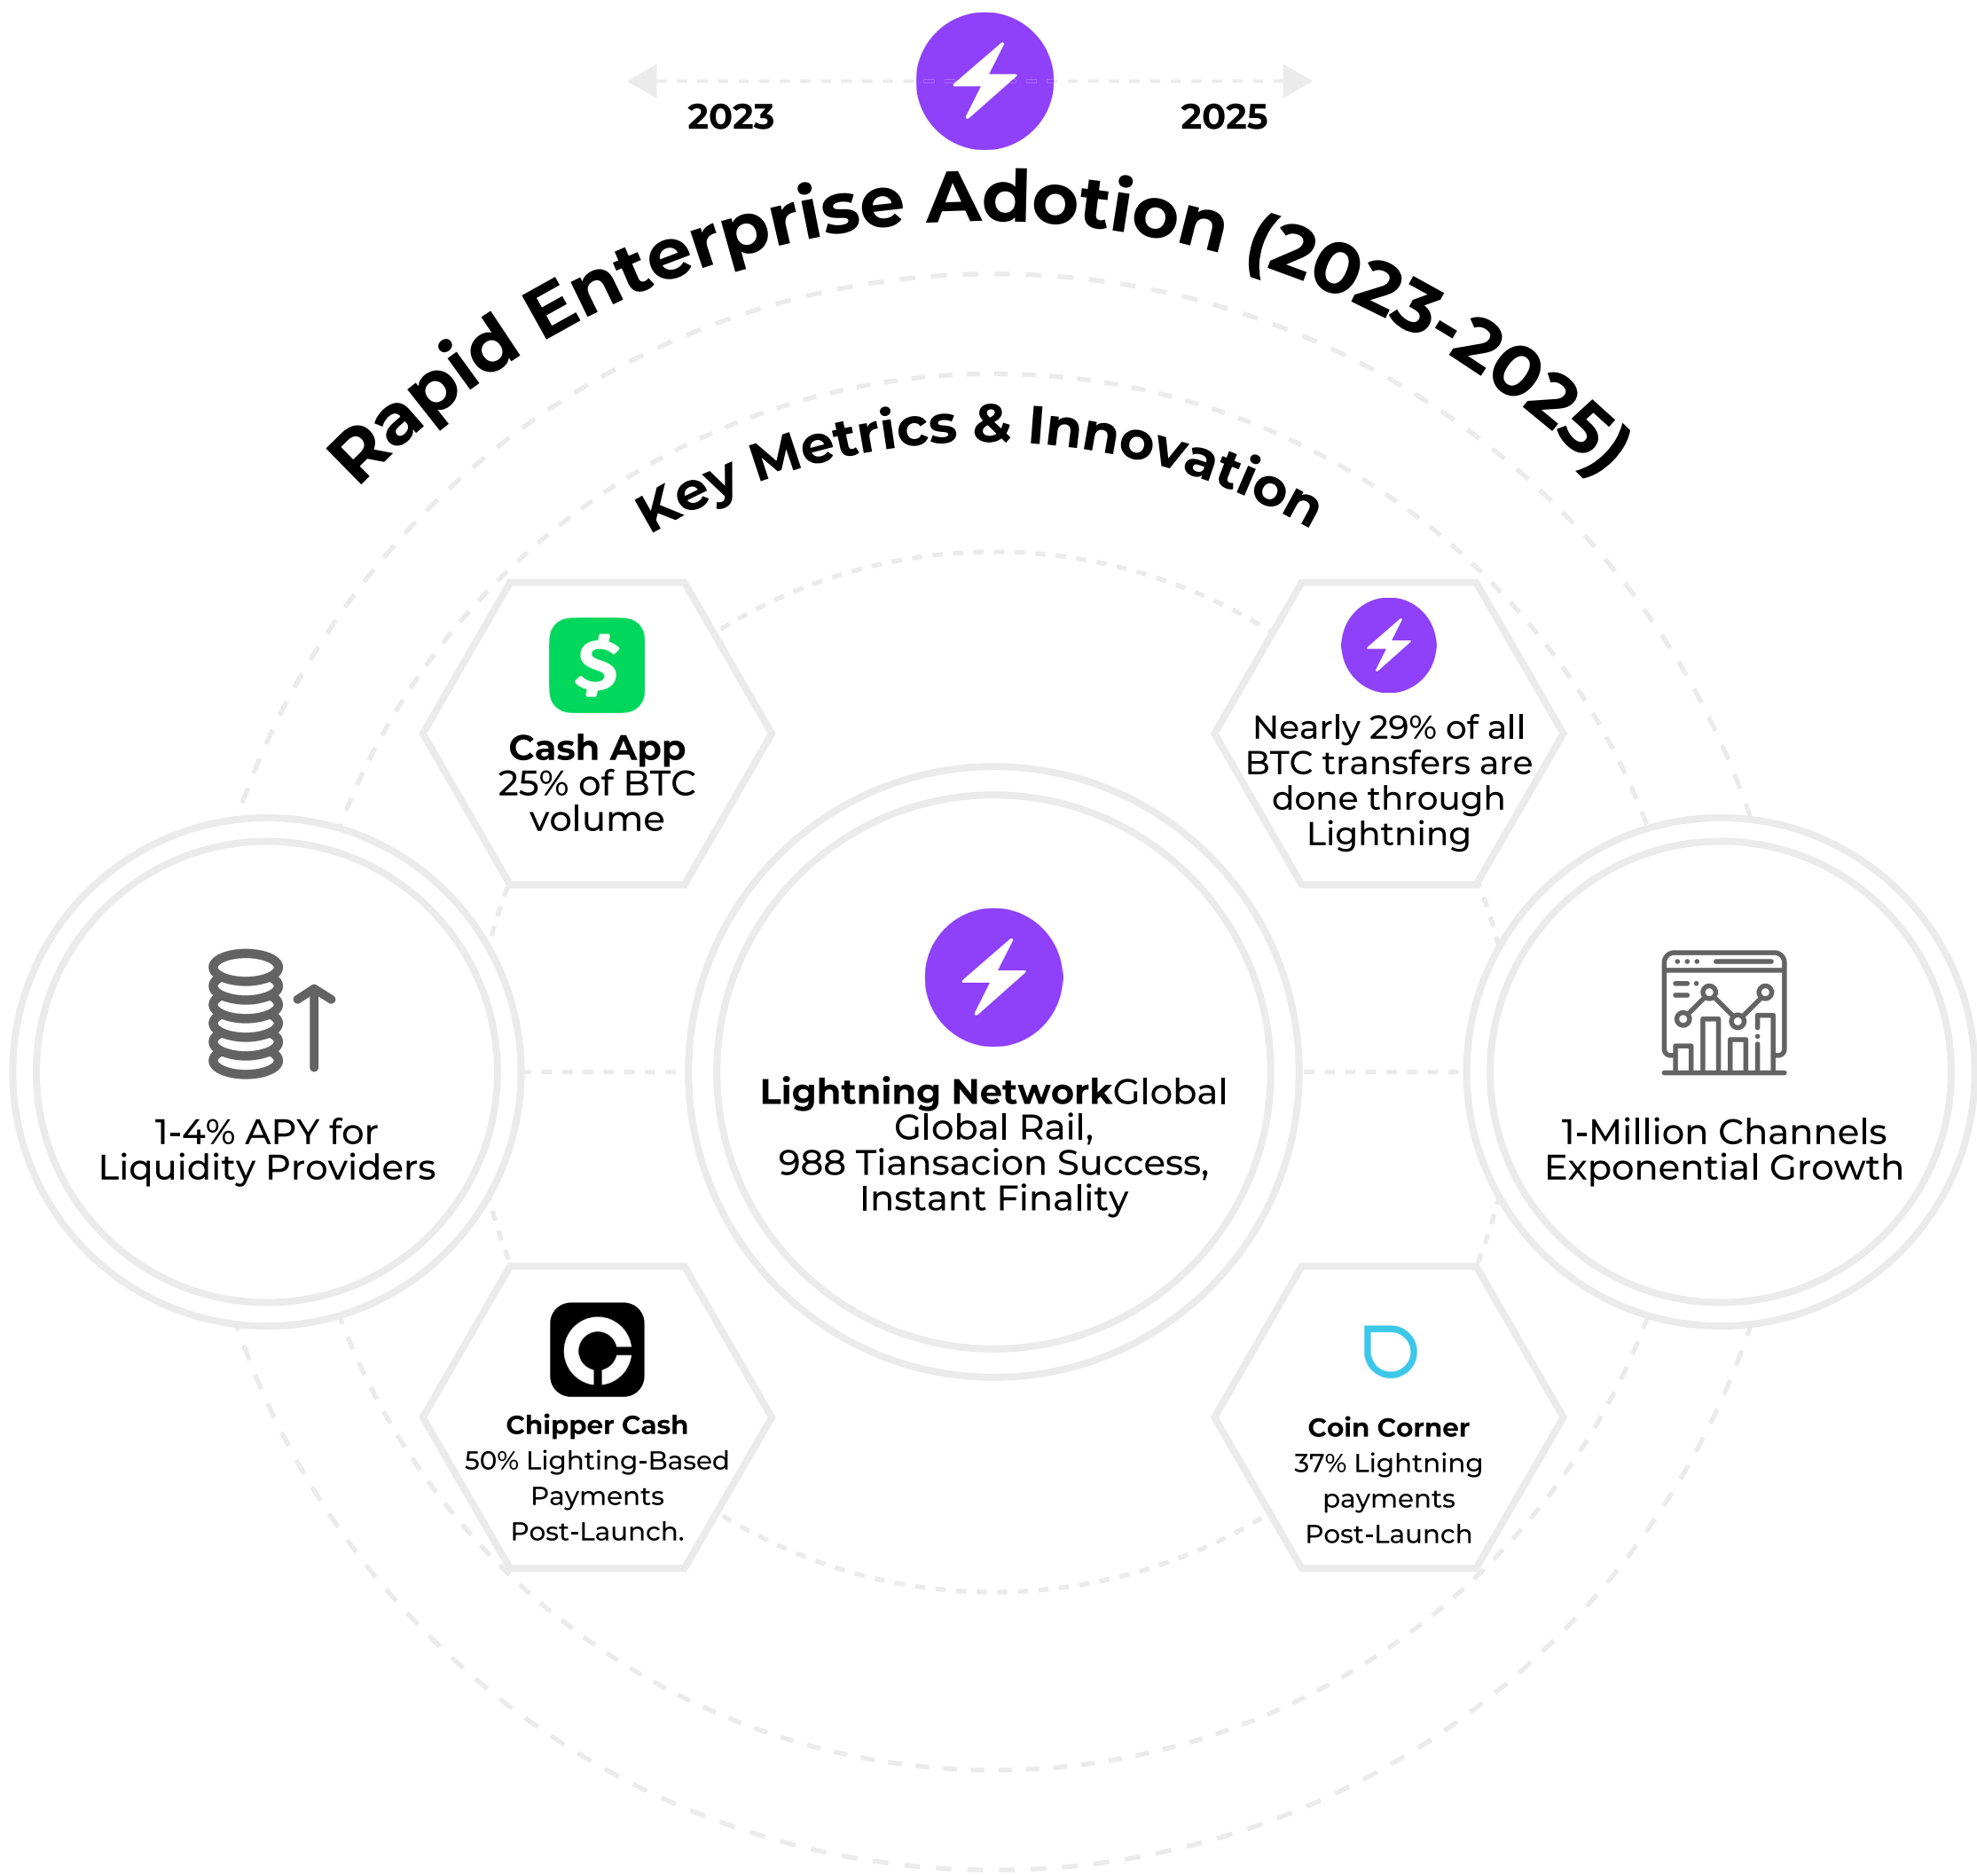 2023
2025
Rapid Enterprise Adotion (2023-2025)
Key Metrics & Innovation
Cash App
25% of BTC
volume
Nearly 29% of all
BTC transfers are
done through
Lightning
1-4% APY for
Liquidity Providers
Lightning NetworkGlobal
Global Rail,
988 Tiansacion Success,
Instant Finality
1-Million Channels
Exponential Growth
Chipper Cash
50% Lighting-Based
Payments
Post-Launch.
Coin Corner
37% Lightning
payments
Post-Launch